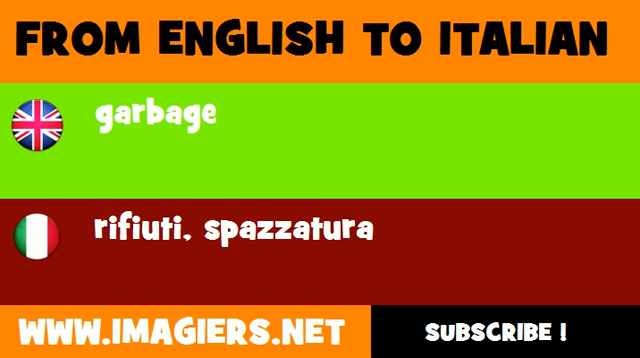 FROM ENGLISH TO ITALIAN
garbage
rifiuti, spazzatura
WWW.IMAGIERS.NET
SUBSCRIBE !